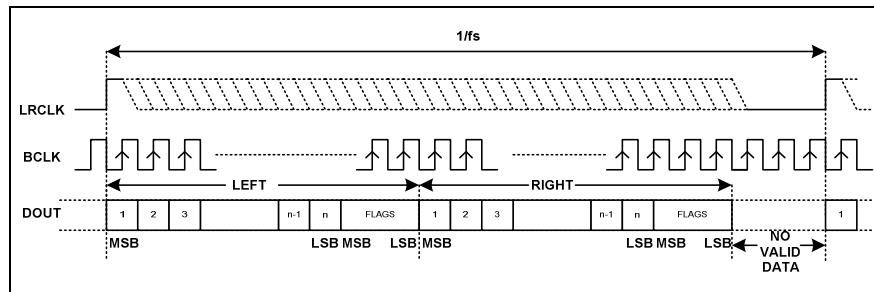 1/fs
LRCLK
BCLK
LEFT RIGHT
DOUT 1 2 3 n-1 n FLAGS 1 2 3 n-1 n FLAGS 1
MSB LSB MSB LSB MSB LSB MSB LSB NO
VALID
DATA